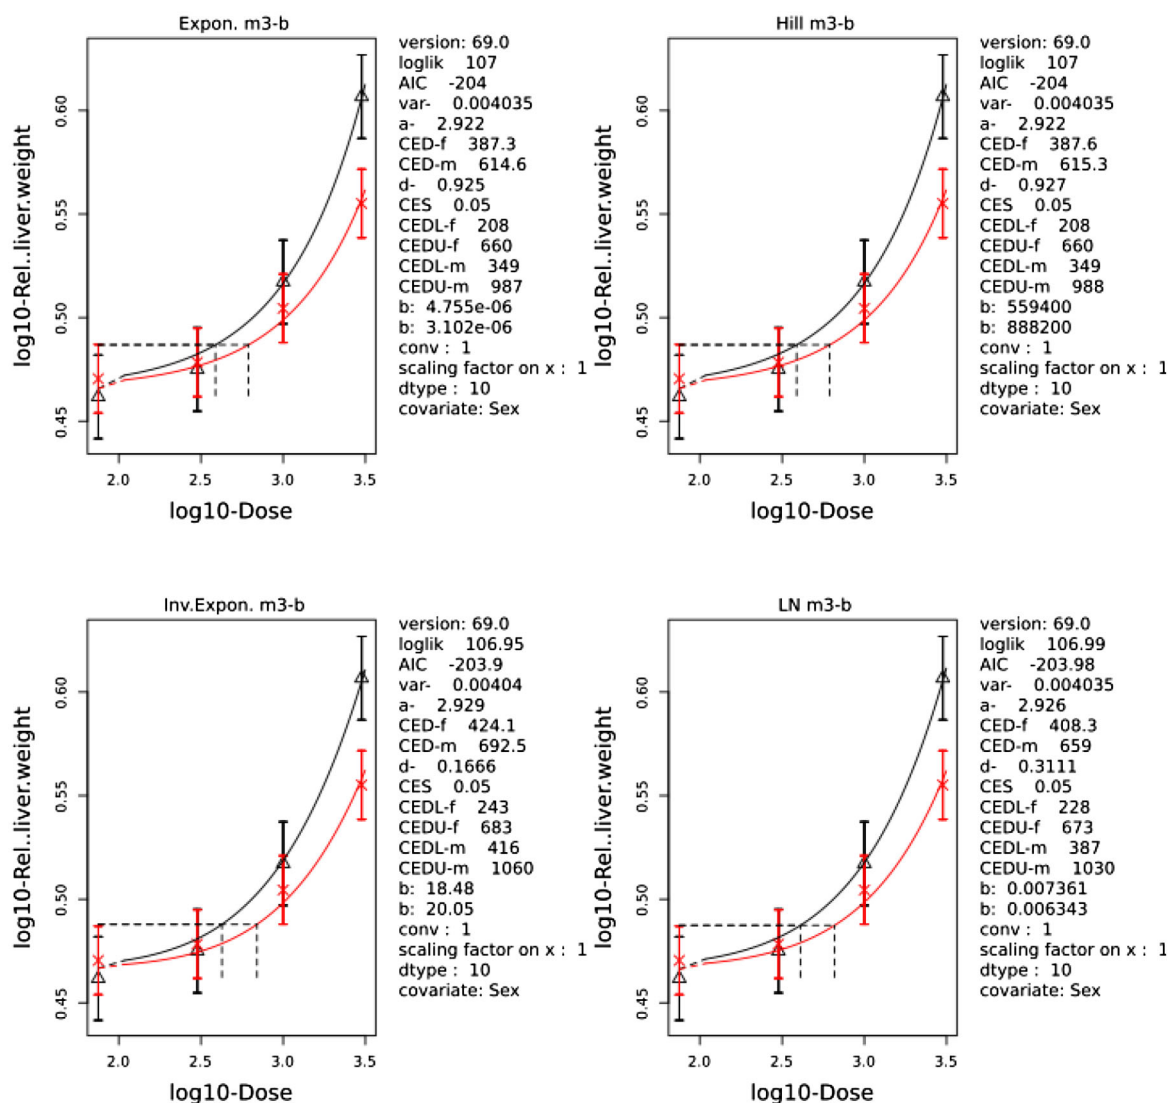 Expon. m3-b
log10-Rel..liver.weight
0.60
0.55
0.50
0.45
2.0 2.5 3.0 3.5
log10-Dose
version: 69.0
loglik 107
AIC -204
var- 0.004035
a- 2.922
CED-f 387.3
CED-m 614.6
d- 0.925
CES 0.05
CEDL-f 208
CEDU-f 660
CEDL-m 349
CEDU-m 987
b: 4.755e-06
b: 3.102e-06
conv : 1
scaling factor on x : 1
dtype : 10
covariate: Sex
Hill m3-b
log10-Rel..liver.weight
0.60
0.55
0.50
0.45
2.0 2.5 3.0 3.5
log10-Dose
version: 69.0
loglik 107
AIC -204
var- 0.004035
a- 2.922
CED-f 387.6
CED-m 615.3
d- 0.927
CES 0.05
CEDL-f 208
CEDU-f 660
CEDL-m 349
CEDU-m 988
b: 559400
b: 888200
conv : 1
scaling factor on x : 1
dtype : 10
covariate: Sex
Inv.Expon. m3-b
log10-Rel..liver.weight
0.60
0.55
0.50
0.45
2.0 2.5 3.0 3.5
log10-Dose
version: 69.0
loglik 106.95
AIC -203.9
var- 0.00404
a- 2.929
CED-f 424.1
CED-m 692.5
d- 0.1666
CES 0.05
CEDL-f 243
CEDU-f 683
CEDL-m 416
CEDU-m 1060
b: 18.48
b: 20.05
conv : 1
scaling factor on x : 1
dtype : 10
covariate: Sex
LN m3-b
log10-Rel..liver.weight
0.60
0.55
0.50
0.45
2.0 2.5 3.0 3.5
log10-Dose
version: 69.0
loglik 106.99
AIC -203.98
var- 0.004035
a- 2.926
CED-f 408.3
CED-m 659
d- 0.3111
CES 0.05
CEDL-f 228
CEDU-f 673
CEDL-m 387
CEDU-m 1030
b: 0.007361
b: 0.006343
conv : 1
scaling factor on x : 1
dtype : 10
covariate: Sex